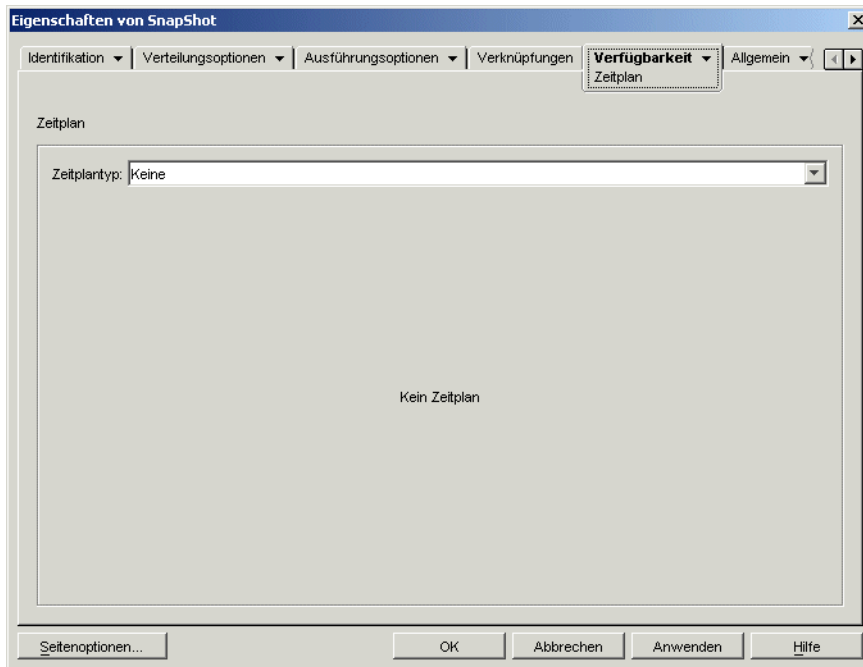 Eigenschaften von SnapShot
Identifikation Verteilungsoptionen Ausführungsoptionen Verknüpfungen Verfügbarkeit Allgemein
Zeitplan
Zeitplan
Zeitplantyp: Keine
Kein Zeitplan
Seitenoptionen... OK Abbrechen Anwenden Hilfe